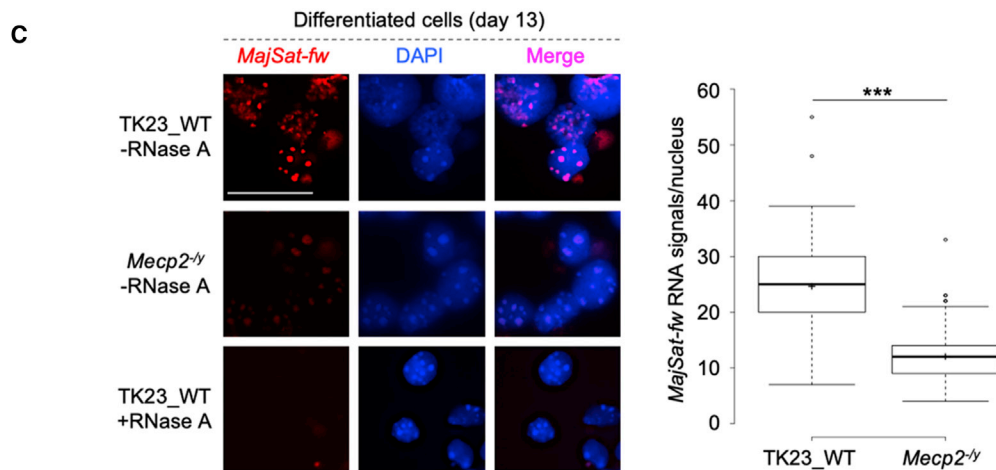 C
Differentiated cells (day 13)
MajSat-fw DAPI Merge
TK23_WT
-RNase A
Mecp2-/y
-RNase A
TK23_WT
+RNase A
MajSat-fw RNA signals/nucleus
60
50
40
30
20
10
0
***
TK23_WT Mecp2-/y